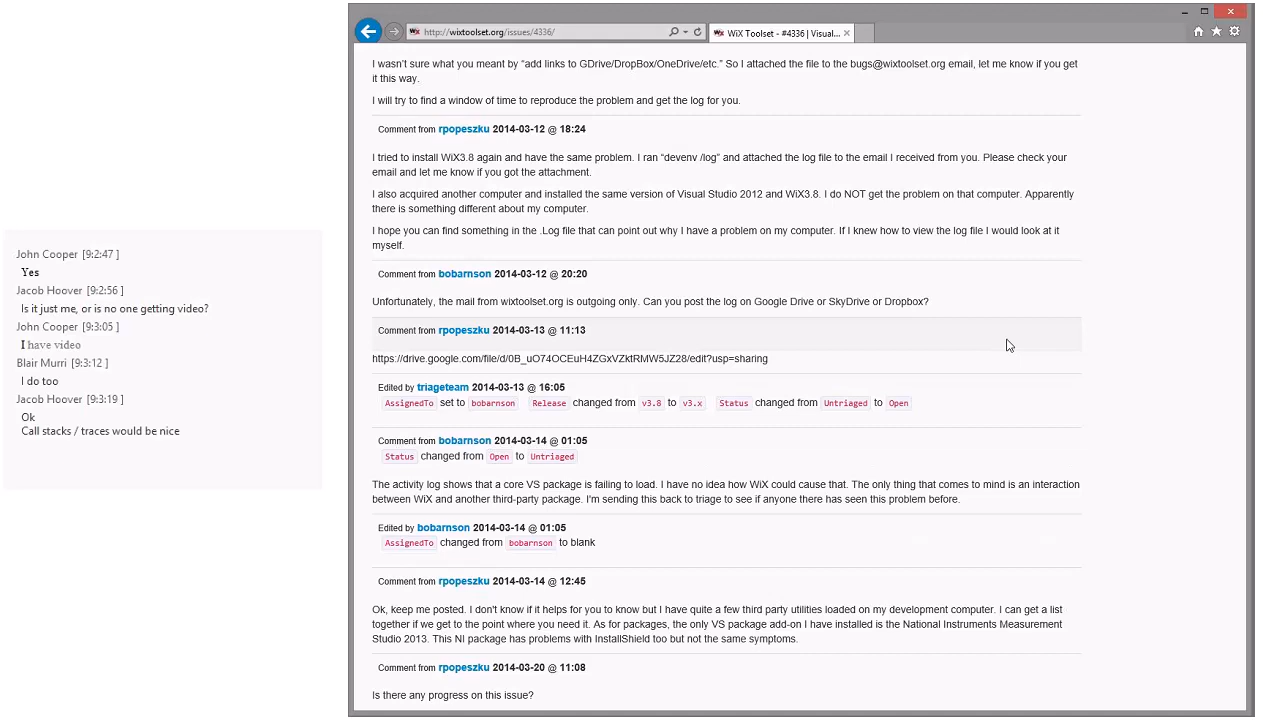 http://wixtoolset.org/issues/4336/
WiX Toolset - #4336 | Visual...
I wasn't sure what you meant by “add links to GDrive/DropBox/OneDrive/etc.” So I attached the file to the bugs@wixtoolset.org email, let me know if you get
it this way.
I will try to find a window of time to reproduce the problem and get the log for you.
Comment from rpopeszku 2014-03-12 @ 18:24
I tried to install WiX3.8 again and have the same problem. I ran “devenv /log” and attached the log file to the email I received from you. Please check your
email and let me know if you got the attachment.
I also acquired another computer and installed the same version of Visual Studio 2012 and WiX3.8. I do NOT get the problem on that computer. Apparently
there is something different about my computer.
I hope you can find something in the .Log file that can point out why I have a problem on my computer. If I knew how to view the log file I would look at it
myself.
Comment from bobarnson 2014-03-12 @ 20:20
Unfortunately, the mail from wixtoolset.org is outgoing only. Can you post the log on Google Drive or SkyDrive or Dropbox?
Comment from rpopeszku 2014-03-13 @ 11:13
https://drive.google.com/file/d/0B_uO74OCEuH4ZGxVZktRMW5JZ28/edit?usp=sharing
Edited by triageteam 2014-03-13 @ 16:05
AssignedTo set to bobarnson Release changed from v3.8 to v3.x Status changed from Untriaged to Open
Comment from bobarnson 2014-03-14 @ 01:05
Status changed from Open to Untriaged
The activity log shows that a core VS package is failing to load. I have no idea how WiX could cause that. The only thing that comes to mind is an interaction
between WiX and another third-party package. I'm sending this back to triage to see if anyone there has seen this problem before.
Edited by bobarnson 2014-03-14 @ 01:05
AssignedTo changed from bobarnson to blank
Comment from rpopeszku 2014-03-14 @ 12:45
Ok, keep me posted. I don't know if it helps for you to know but I have quite a few third party utilities loaded on my development computer. I can get a list
together if we get to the point where you need it. As for packages, the only VS package add-on I have installed is the National Instruments Measurement
Studio 2013. This NI package has problems with InstallShield too but not the same symptoms.
Comment from rpopeszku 2014-03-20 @ 11:08
Is there any progress on this issue?
John Cooper [9:2:47 ]
Yes
Jacob Hoover [9:2:56 ]
Is it just me, or is no one getting video?
John Cooper [9:3:05 ]
I have video
Blair Murri [9:3:12 ]
I do too
Jacob Hoover [9:3:19 ]
Ok
Call stacks / traces would be nice